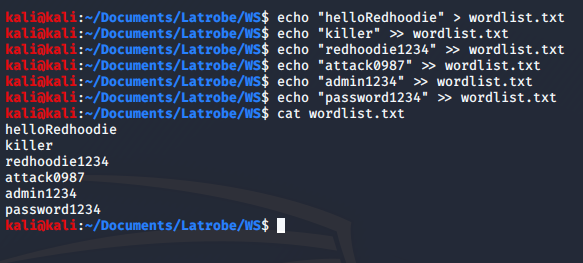 kali@kali:~/Documents/Latrobe/WS$ echo "helloRedhoodie" > wordlist.txt
kali@kali:~/Documents/Latrobe/WS$ echo "killer" >> wordlist.txt
kali@kali:~/Documents/Latrobe/WS$ echo "redhoodie1234" >> wordlist.txt
kali@kali:~/Documents/Latrobe/WS$ echo "attack0987" >> wordlist.txt
kali@kali:~/Documents/Latrobe/WS$ echo "admin1234" >> wordlist.txt
kali@kali:~/Documents/Latrobe/WS$ echo "password1234" >> wordlist.txt
kali@kali:~/Documents/Latrobe/WS$ cat wordlist.txt
helloRedhoodie
killer
redhoodie1234
attack0987
admin1234
password1234
kali@kali:~/Documents/Latrobe/WS$